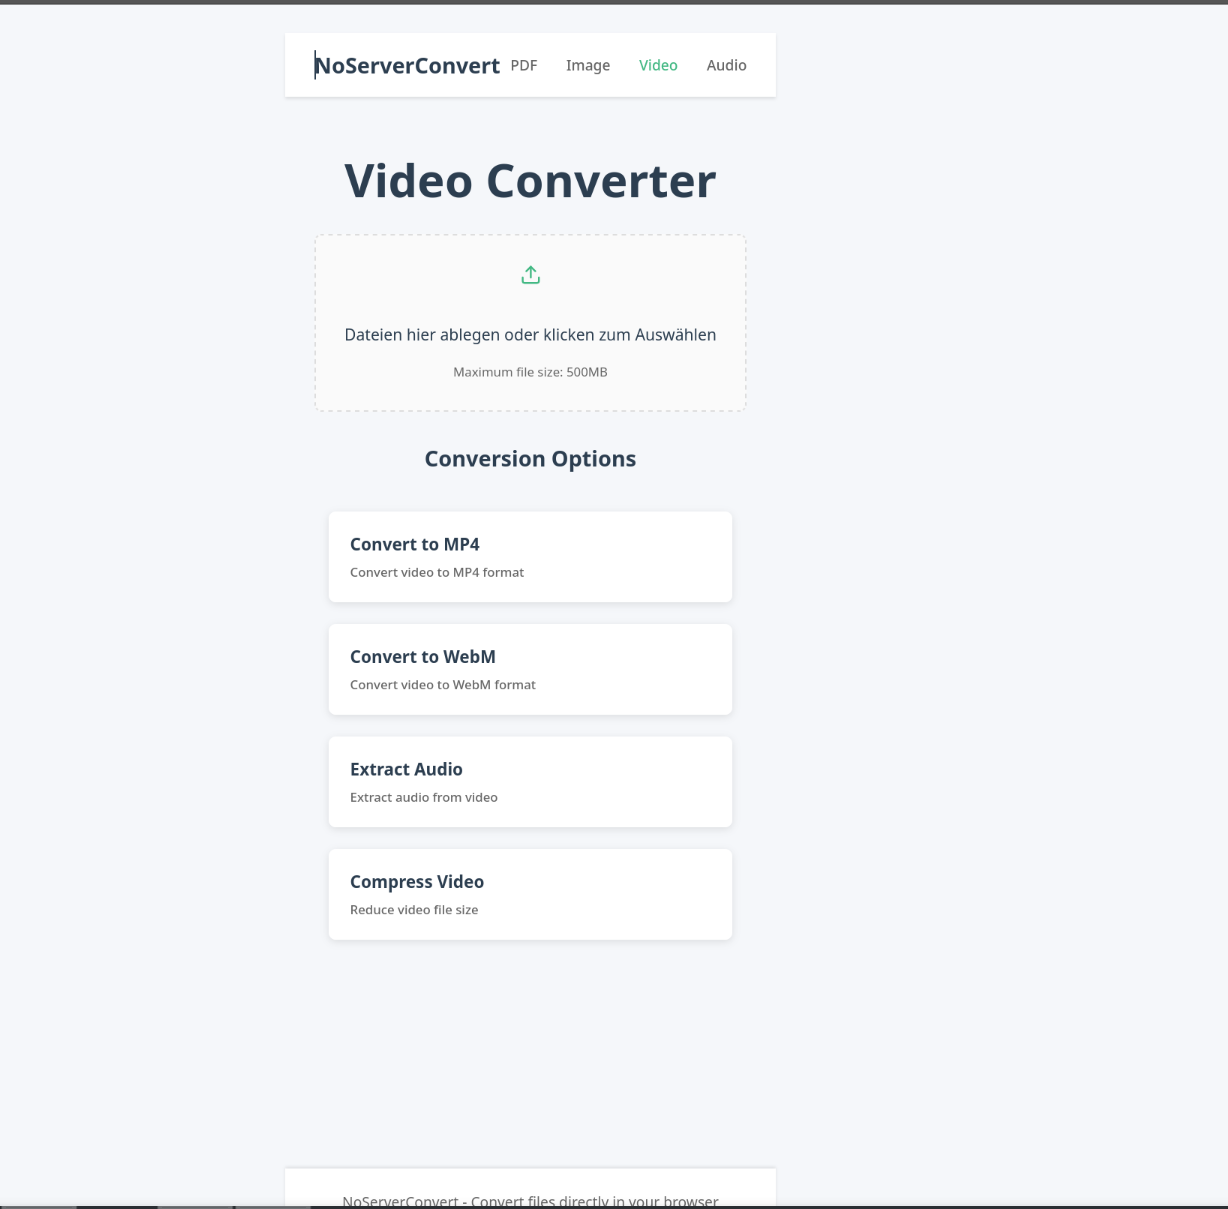 NoServerConvert PDF Image Video Audio
Video Converter
Dateien hier ablegen oder klicken zum Auswählen
Maximum file size: 500MB
Conversion Options
Convert to MP4
Convert video to MP4 format
Convert to WebM
Convert video to WebM format
Extract Audio
Extract audio from video
Compress Video
Reduce video file size
NoServerConvert - Convert files directly in your browser